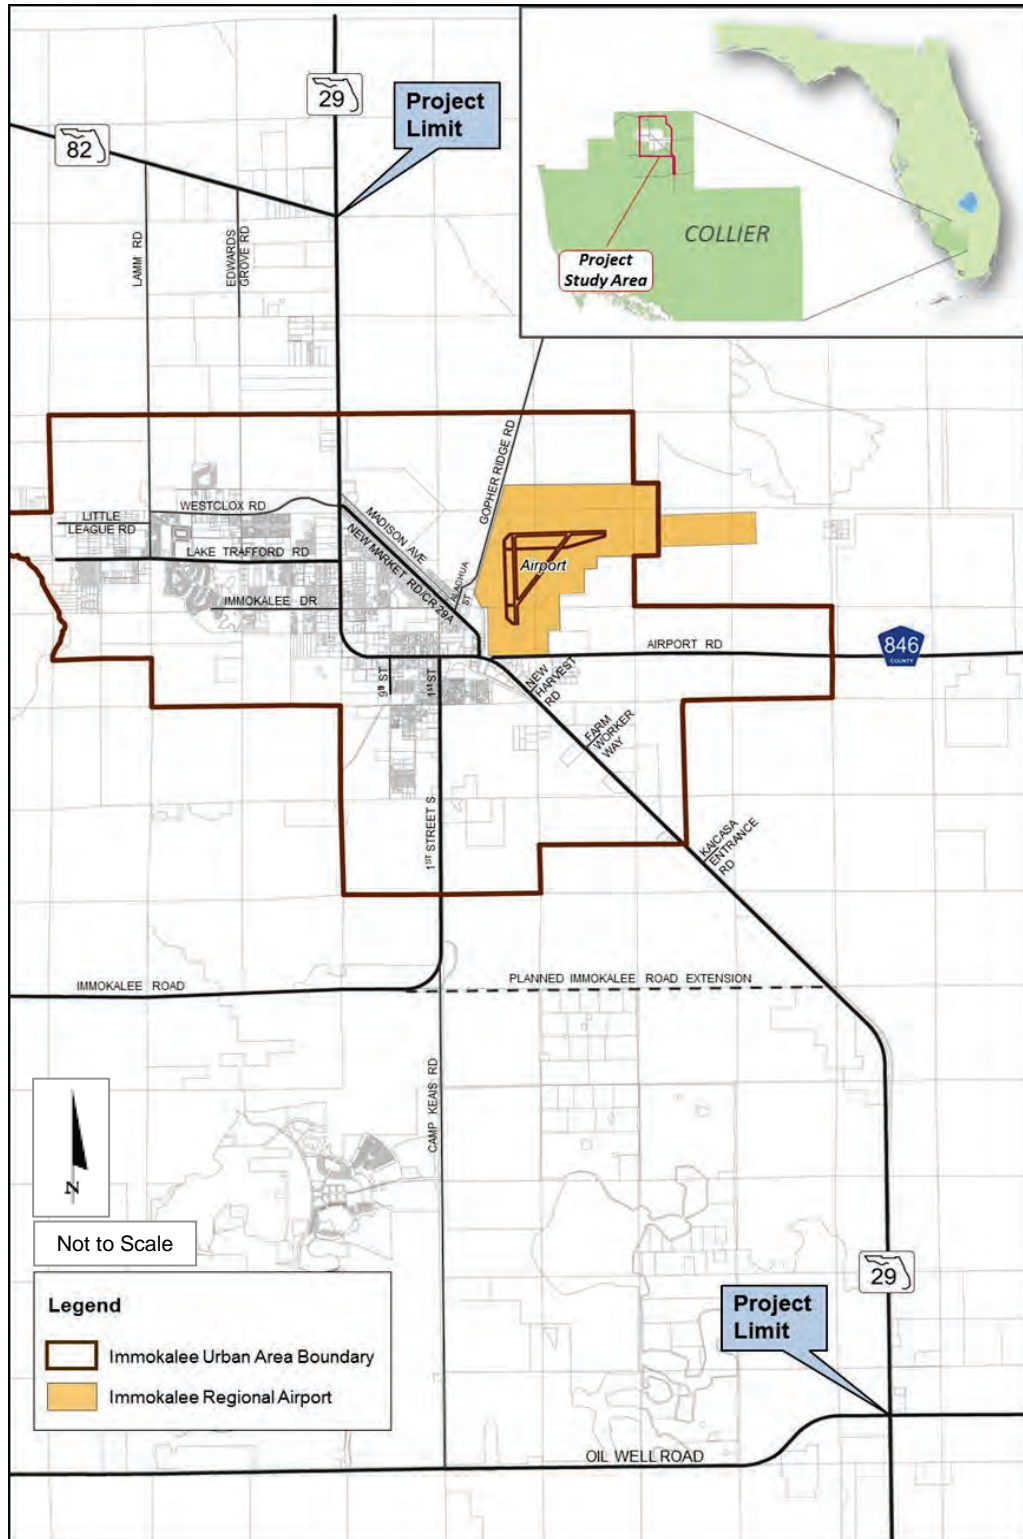 29
Project
Limit
82
COLLIER
Project
Study Area
LAMM RD
EDWARDS
GROVE RD
GOPHER RIDGE RD
WESTCLOX RD
LITTLE
LEAGUE RD
MADISON AVE
NEW MARKET RD/CR 29A
LAKE TRAFFORD RD
ALACHUA
ST
Airport
IMMOKALEE DR
AIRPORT RD
846
COUNTY
9TH ST
1ST ST
NEW
HARVEST
RD
FARM
WORKER
WAY
1ST STREET S
KAICASA
ENTRANCE
RD
IMMOKALEE ROAD
PLANNED IMMOKALEE ROAD EXTENSION
CAMP KEAIS RD
N
Not to Scale
29
Legend
Immokalee Urban Area Boundary
Immokalee Regional Airport
Project
Limit
OIL WELL ROAD